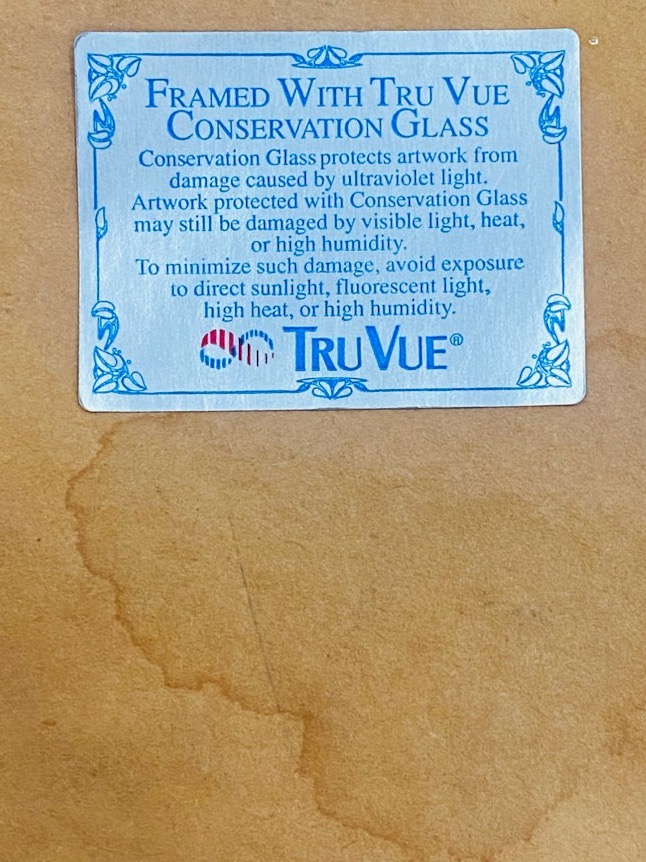 FRAMED WITH TRU VUE
CONSERVATION GLASS
Conservation Glass protects artwork from
damage caused by ultraviolet light.
Artwork protected with Conservation Glass
may still be damaged by visible light, heat,
or high humidity.
To minimize such damage, avoid exposure
to direct sunlight, fluorescent light,
high heat, or high humidity.
TRU VUE®